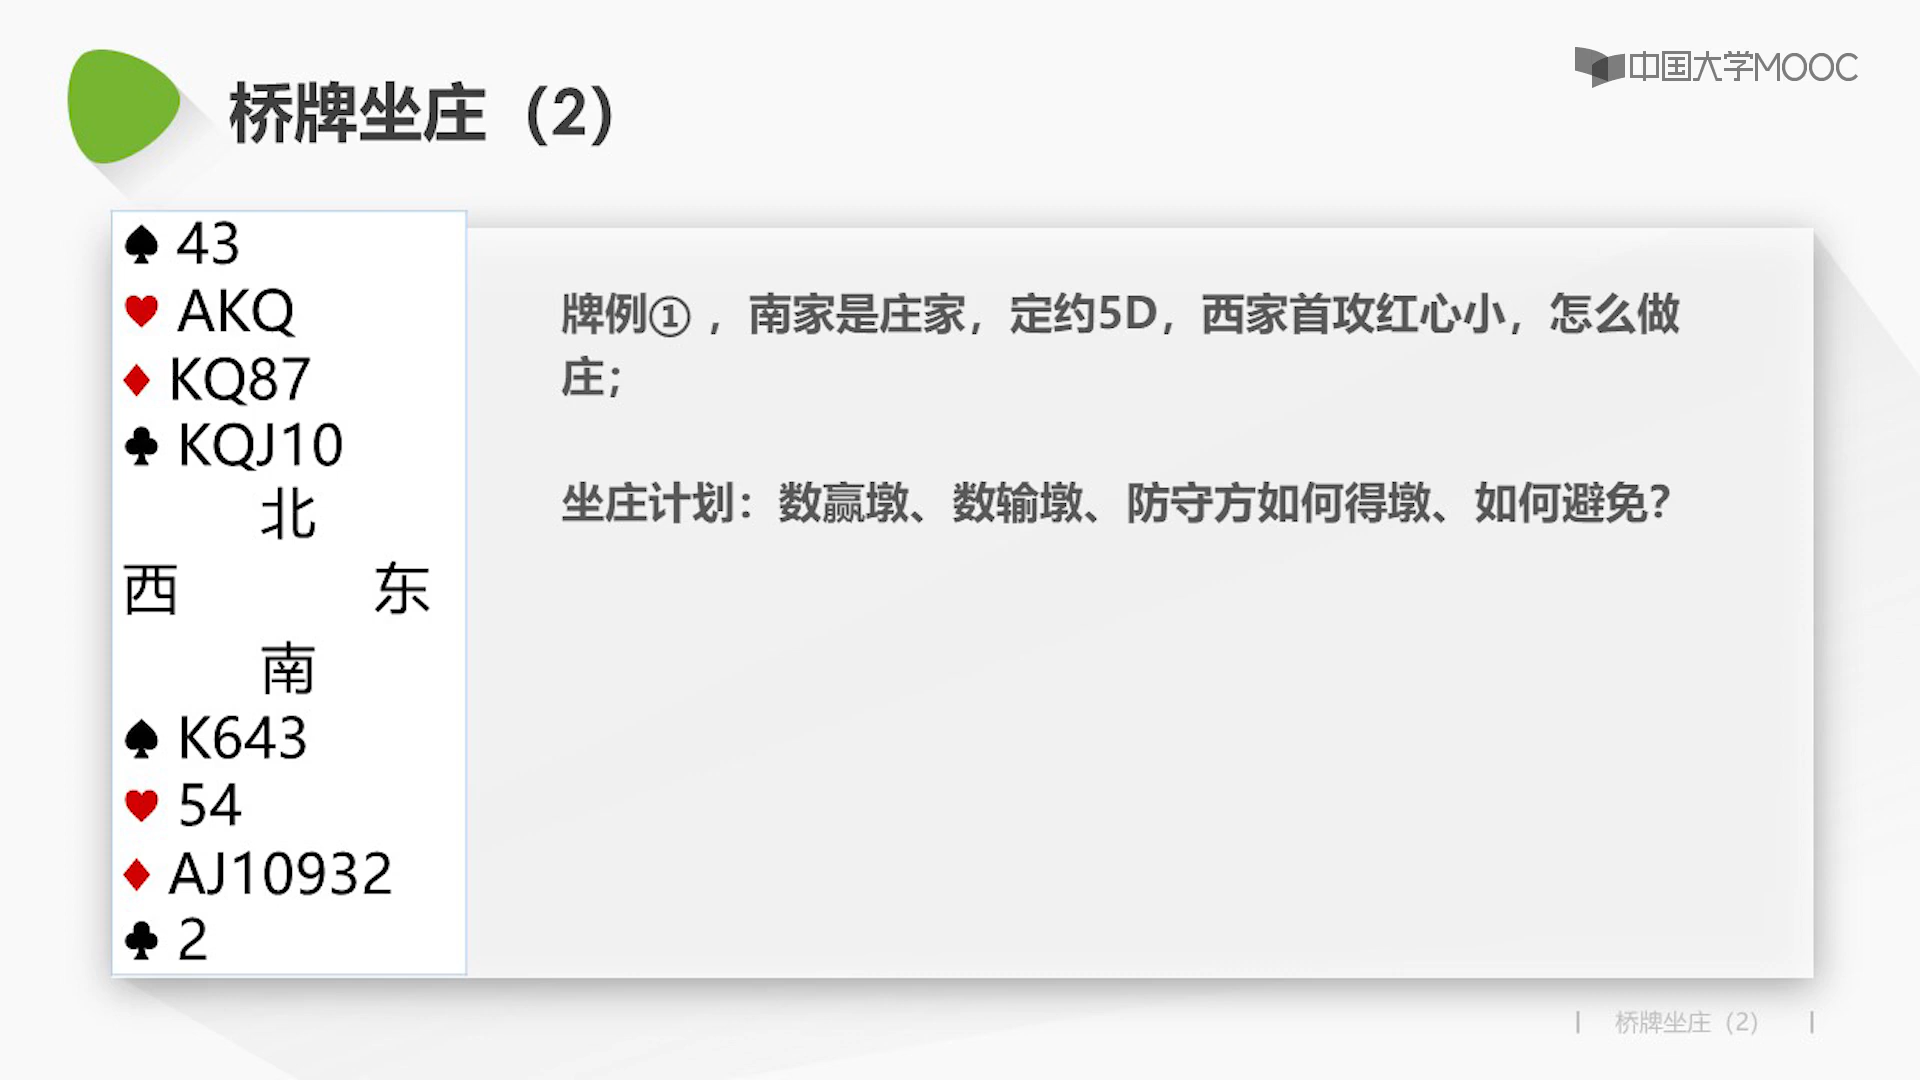 中国大学MOOC
桥牌坐庄（2）
♠ 43
♥ AKQ
♦ KQ87
♣ KQJ10
北
西 东
南
♠ K643
♥ 54
♦ AJ10932
♣ 2
牌例①，南家是庄家，定约5D，西家首攻红心小，怎么做
庄；
坐庄计划：数赢墩、数输墩、防守方如何得墩、如何避免？
| 桥牌坐庄（2） |